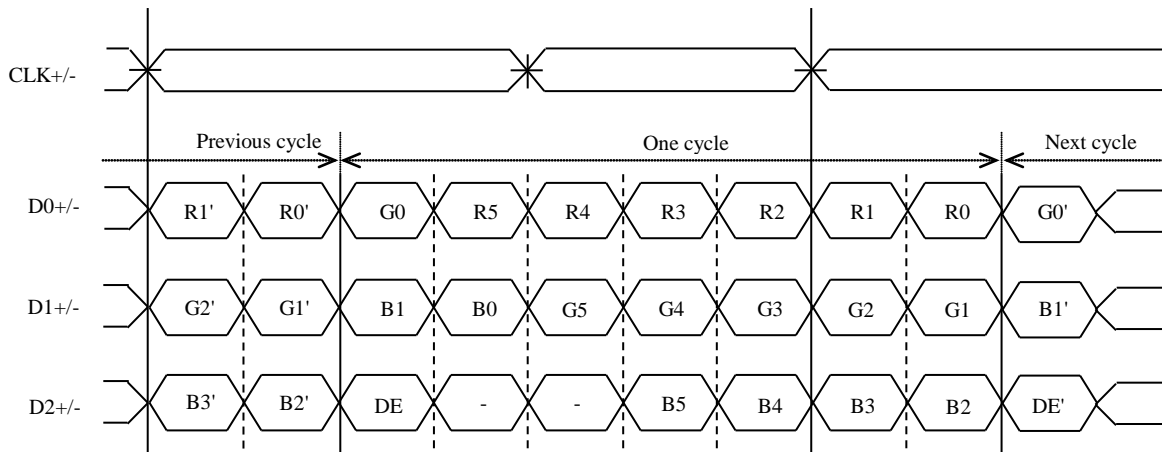 CLK+/-
Previous cycle One cycle Next cycle
D0+/- R1' R0' G0 R5 R4 R3 R2 R1 R0 G0'
D1+/- G2' G1' B1 B0 G5 G4 G3 G2 G1 B1'
D2+/- B3' B2' DE - - B5 B4 B3 B2 DE'